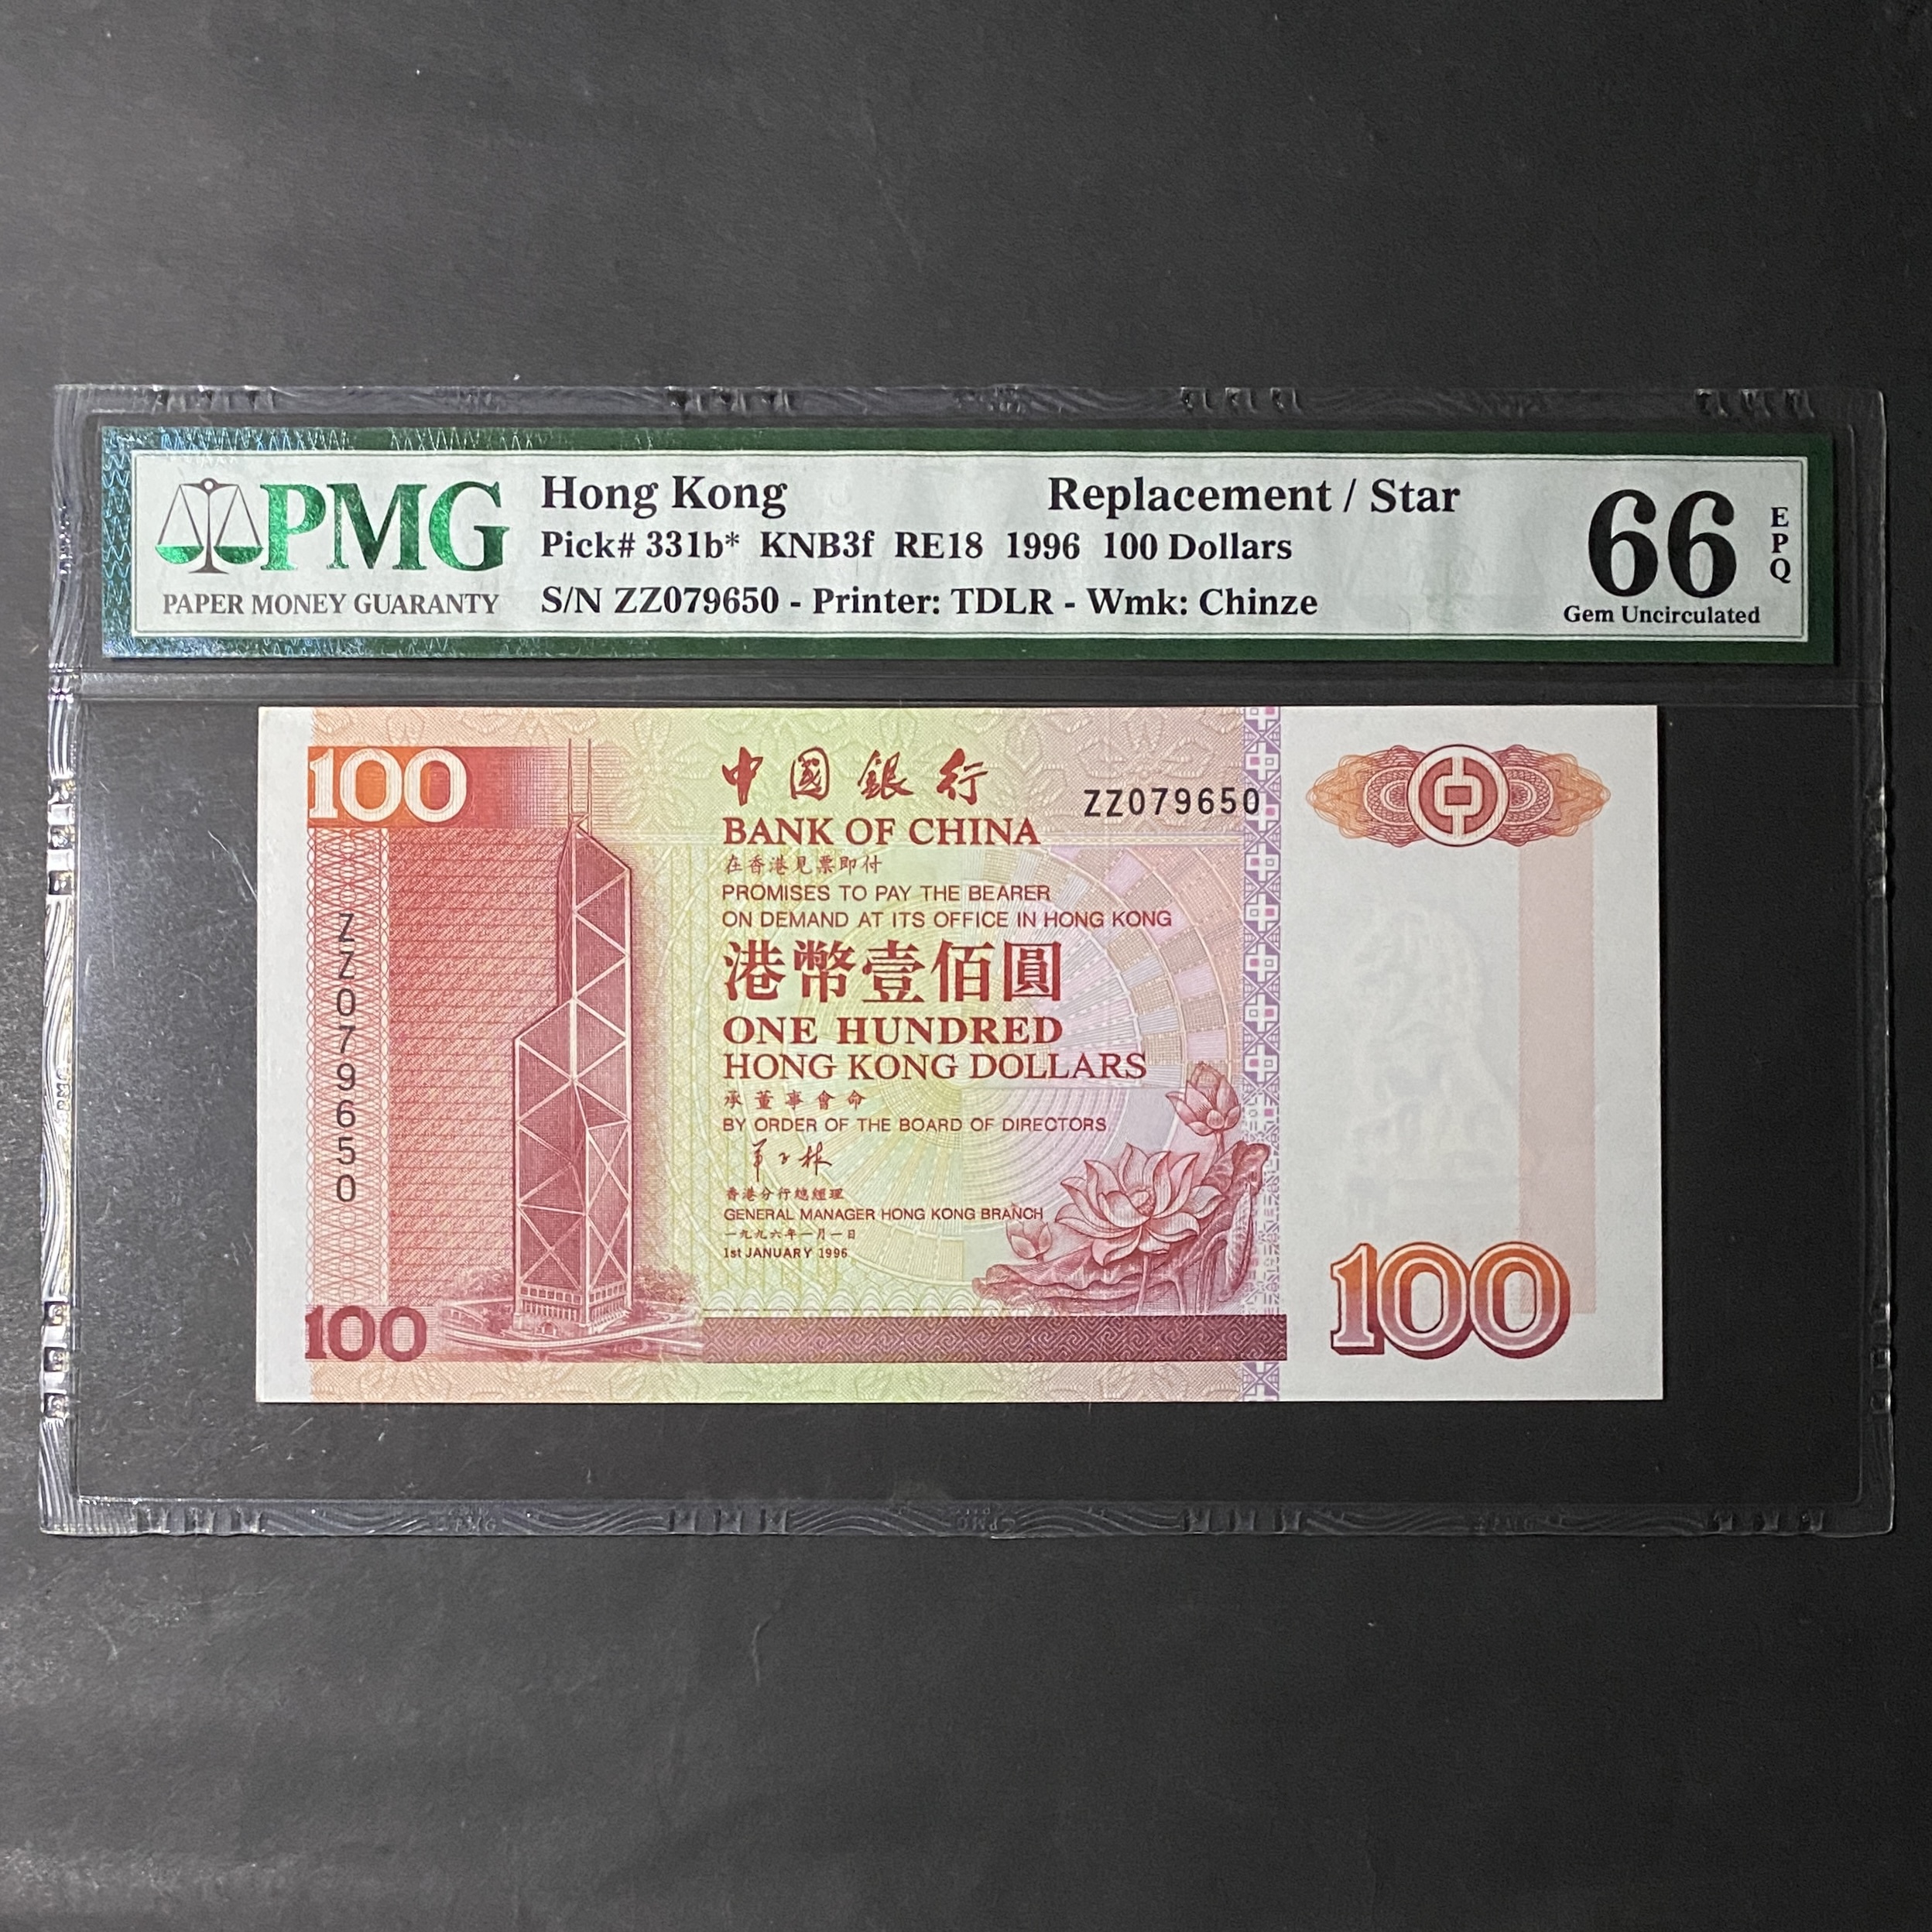 PMG
PAPER MONEY GUARANTY
Hong Kong Replacement / Star
Pick# 331b* KNB3f RE18 1996 100 Dollars
S/N ZZ079650 - Printer: TDLR - Wmk: Chinze
66
EPQ
Gem Uncirculated
100
中國銀行
ZZ079650
BANK OF CHINA
在香港見票即付
PROMISES TO PAY THE BEARER
ON DEMAND AT ITS OFFICE IN HONG KONG
港幣壹佰圓
ONE HUNDRED
HONG KONG DOLLARS
承董事會命
BY ORDER OF THE BOARD OF DIRECTORS
香港分行總經理
GENERAL MANAGER HONG KONG BRANCH
一九九六年一月一日
1st JANUARY 1996
ZZ079650
100
100